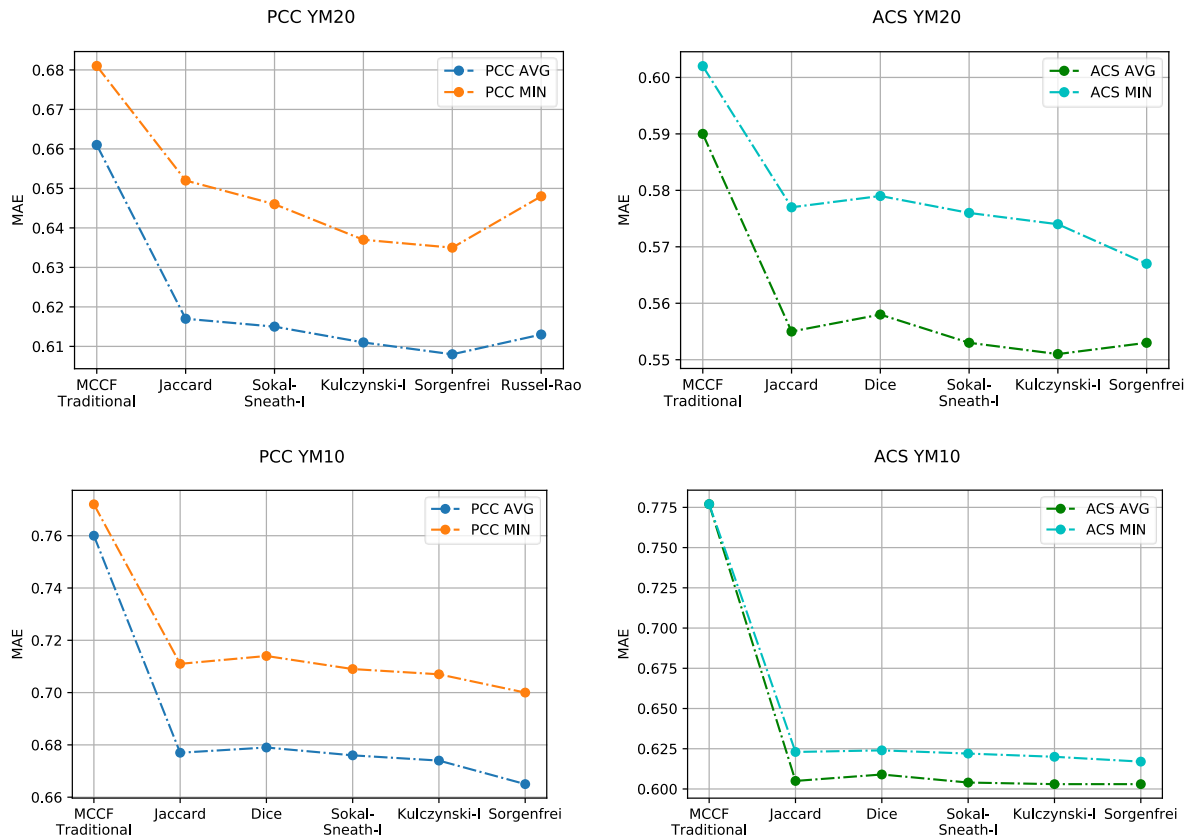 PCC YM20
0.68
0.67
0.66
0.65
0.64
0.63
0.62
0.61
MAE
PCC AVG
PCC MIN
MCCF
Traditional
Jaccard
Sokal-
Sneath-I
Kulczynski-I
Sorgenfrei
Russel-Rao
ACS YM20
0.60
0.59
0.58
0.57
0.56
0.55
MAE
ACS AVG
ACS MIN
MCCF
Traditional
Jaccard
Dice
Sokal-
Sneath-I
Kulczynski-I
Sorgenfrei
PCC YM10
0.76
0.74
0.72
0.70
0.68
0.66
MAE
PCC AVG
PCC MIN
MCCF
Traditional
Jaccard
Dice
Sokal-
Sneath-I
Kulczynski-I
Sorgenfrei
ACS YM10
0.775
0.750
0.725
0.700
0.675
0.650
0.625
0.600
MAE
ACS AVG
ACS MIN
MCCF
Traditional
Jaccard
Dice
Sokal-
Sneath-I
Kulczynski-I
Sorgenfrei